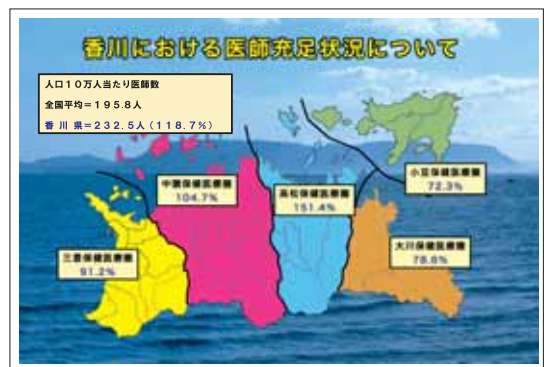 香川における医師充足状況について
人口10万人当たり医師数
全国平均=195.8人
香川県=232.5人(118.7%)
小豆保健医療圏
72.3%
中讃保健医療圏
104.7%
高松保健医療圏
151.4%
大川保健医療圏
78.6%
三豊保健医療圏
91.2%